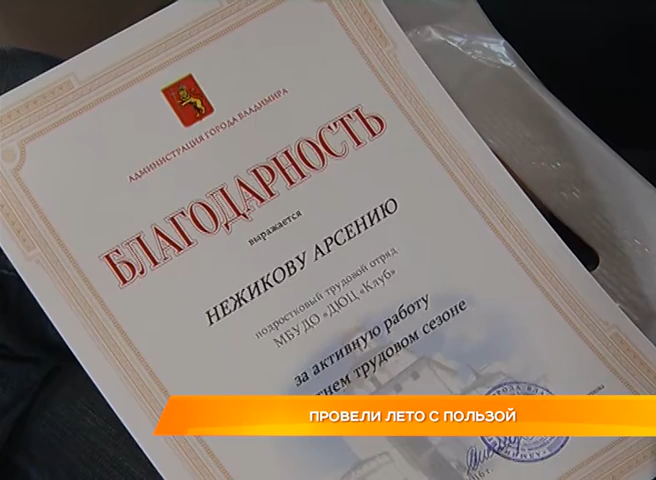 АДМИНИСТРАЦИЯ ГОРОДА ВЛАДИМИРА
БЛАГОДАРНОСТЬ
выражается
НЕЖИКОВУ АРСЕНИЮ
подростковый трудовой отряд
МБУДО «ДЮЦ «Клуб»
за активную работу
трудовом сезоне
ПРОВЕЛИ ЛЕТО С ПОЛЬЗОЙ